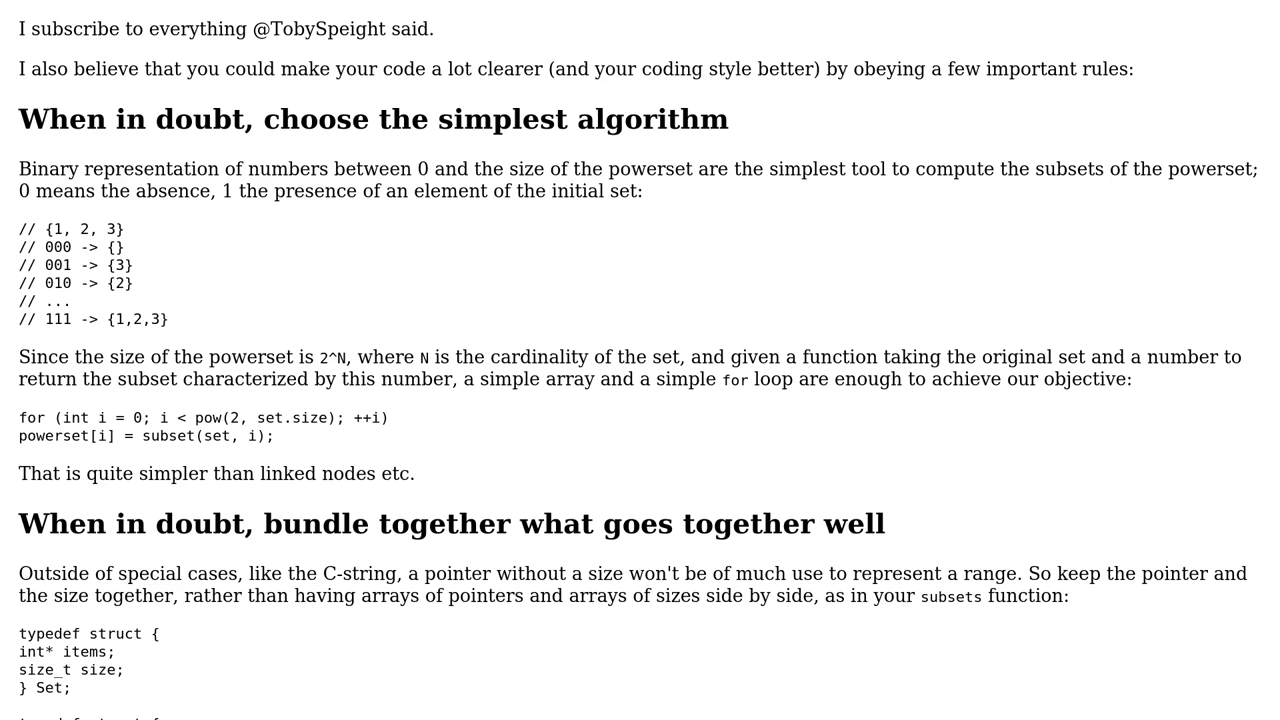 I subscribe to everything @TobySpeight said.
I also believe that you could make your code a lot clearer (and your coding style better) by obeying a few important rules:
When in doubt, choose the simplest algorithm
Binary representation of numbers between 0 and the size of the powerset are the simplest tool to compute the subsets of the powerset;
0 means the absence, 1 the presence of an element of the initial set:
// {1, 2, 3}
// 000 -> {}
// 001 -> {3}
// 010 -> {2}
// ...
// 111 -> {1,2,3}
Since the size of the powerset is 2^N, where N is the cardinality of the set, and given a function taking the original set and a number to
return the subset characterized by this number, a simple array and a simple for loop are enough to achieve our objective:
for (int i = 0; i < pow(2, set.size); ++i)
powerset[i] = subset(set, i);
That is quite simpler than linked nodes etc.
When in doubt, bundle together what goes together well
Outside of special cases, like the C-string, a pointer without a size won't be of much use to represent a range. So keep the pointer and
the size together, rather than having arrays of pointers and arrays of sizes side by side, as in your subsets function:
typedef struct {
int* items;
size_t size;
} Set;